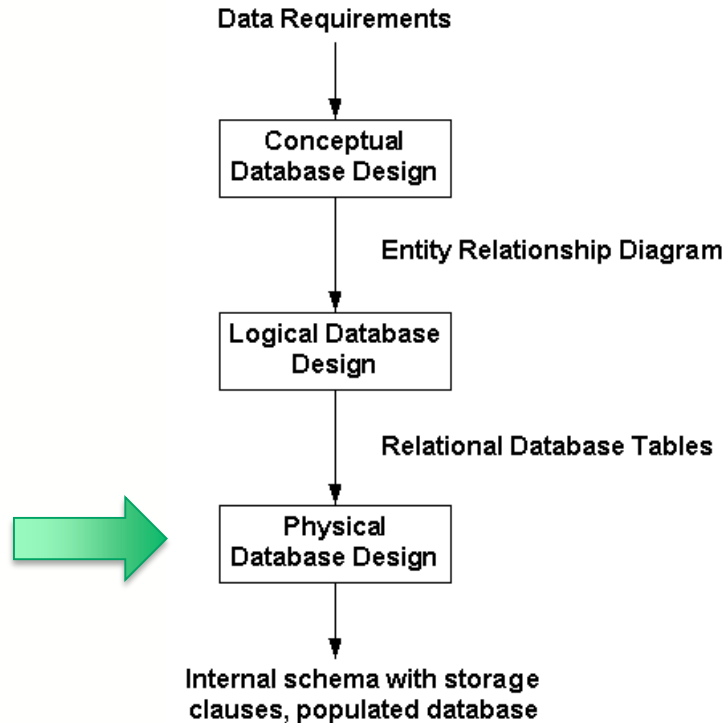 Data Requirements
Conceptual
Database Design
Entity Relationship Diagram
Logical Database
Design
Relational Database Tables
Physical
Database Design
Internal schema with storage
clauses, populated database